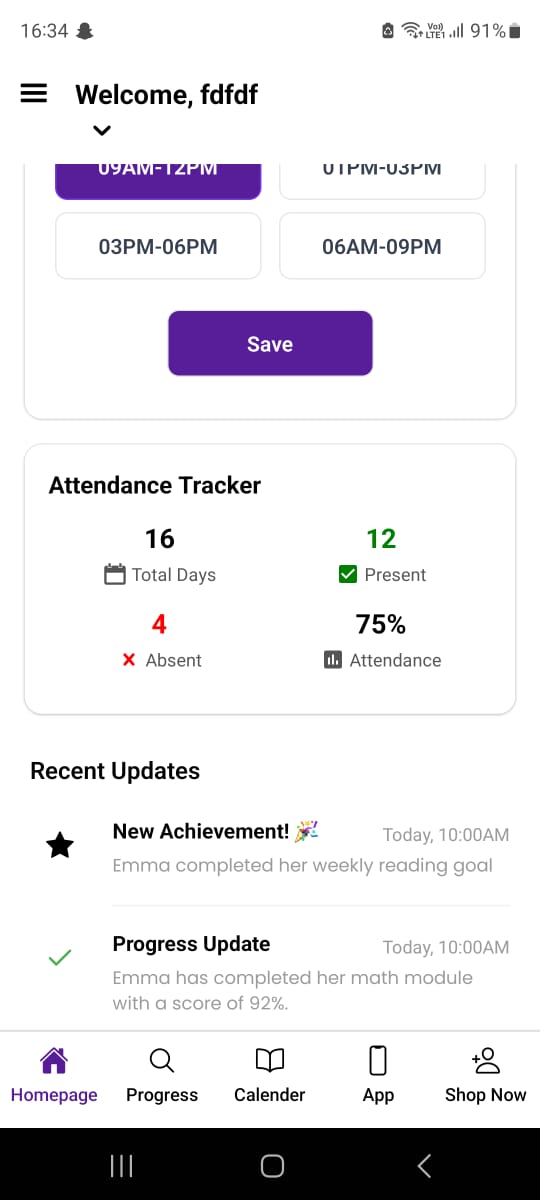 16:34 Vo)) LTE1 91%
Welcome, fdfdf
09AM-12PM 01PM-03PM
03PM-06PM 06AM-09PM
Save
Attendance Tracker
16 12
Total Days Present
4 75%
Absent Attendance
Recent Updates
New Achievement! 🎉 Today, 10:00AM
Emma completed her weekly reading goal
Progress Update Today, 10:00AM
Emma has completed her math module
with a score of 92%.
Homepage Progress Calender App Shop Now